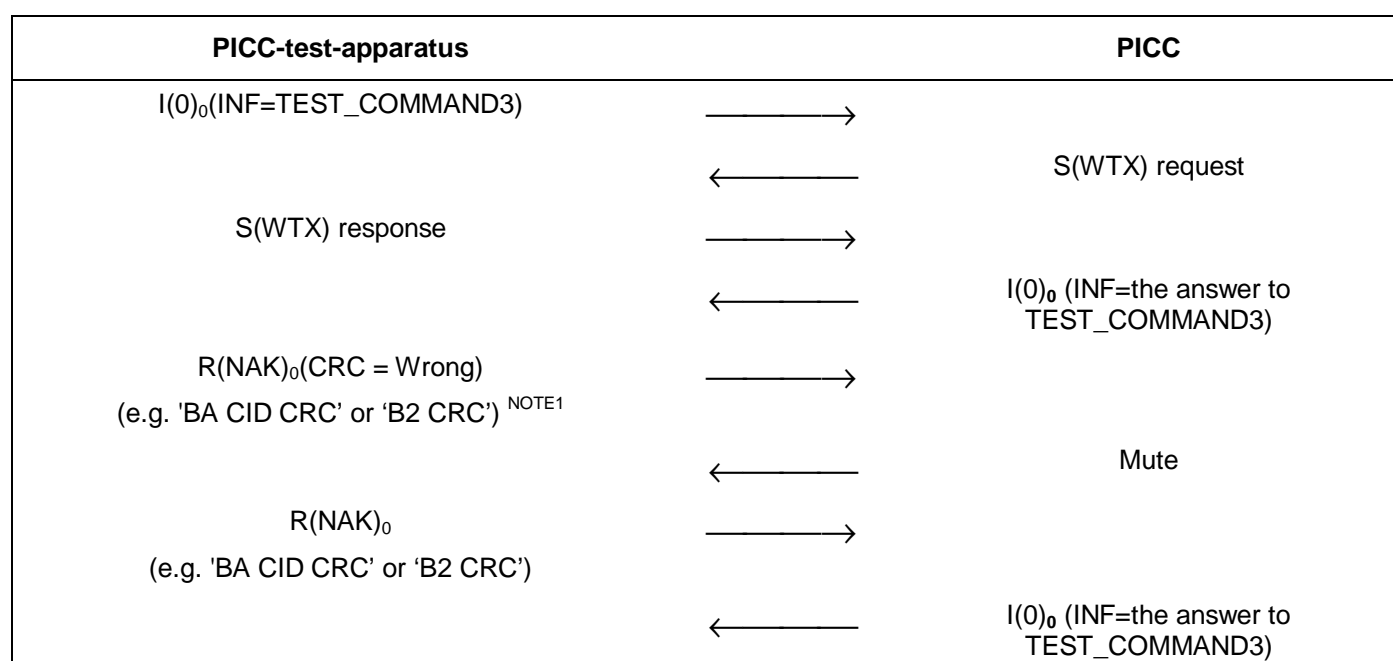 PICC-test-apparatus PICC
I(0)₀(INF=TEST_COMMAND3)
S(WTX) request
S(WTX) response
I(0)₀ (INF=the answer to
TEST_COMMAND3)
R(NAK)₀(CRC = Wrong)
(e.g. 'BA CID CRC' or ‘B2 CRC’) NOTE1
Mute
R(NAK)₀
(e.g. 'BA CID CRC’ or ‘B2 CRC’)
I(0)₀ (INF=the answer to
TEST_COMMAND3)